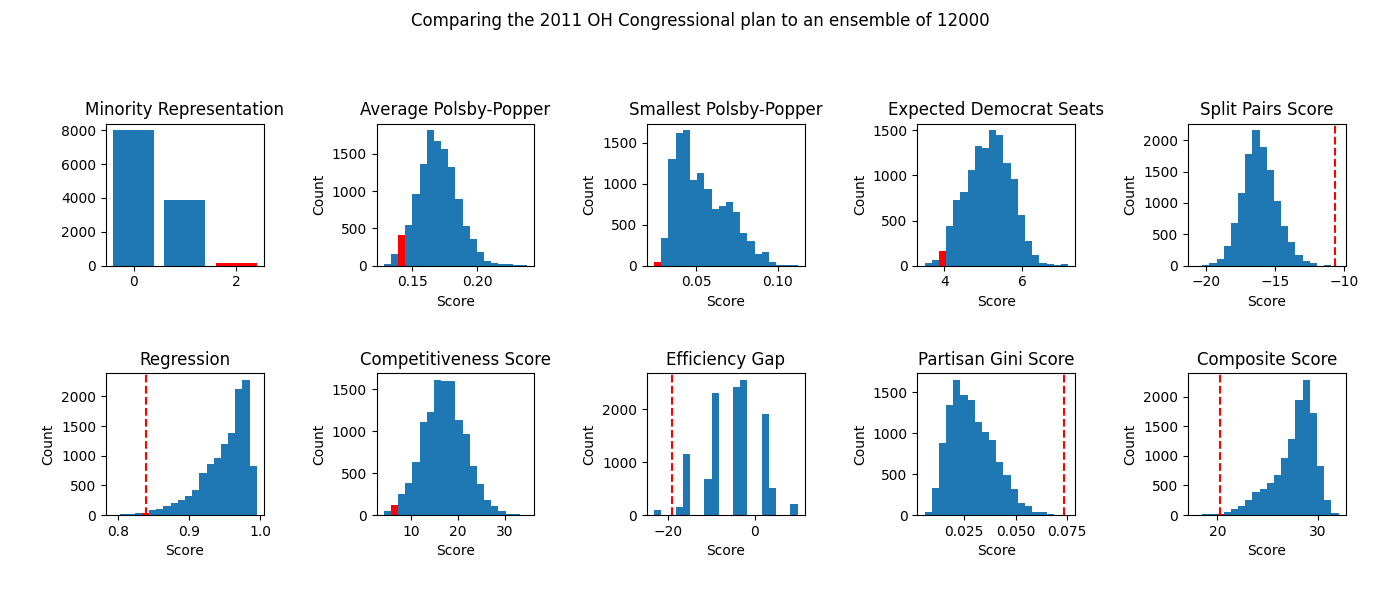 Comparing the 2011 OH Congressional plan to an ensemble of 12000
Minority Representation
8000
6000
4000
2000
0
0 2
Average Polsby-Popper
Count
1500
1000
500
0
0.15 0.20
Score
Smallest Polsby-Popper
Count
1500
1000
500
0
0.05 0.10
Score
Expected Democrat Seats
Count
1500
1000
500
0
4 6
Score
Split Pairs Score
Count
2000
1500
1000
500
0
−20 −15 −10
Score
Regression
Count
2000
1500
1000
500
0
0.8 0.9 1.0
Score
Competitiveness Score
Count
1500
1000
500
0
10 20 30
Score
Efficiency Gap
Count
2000
1000
0
−20 0
Score
Partisan Gini Score
Count
1500
1000
500
0
0.025 0.050 0.075
Score
Composite Score
Count
2000
1500
1000
500
0
20 30
Score